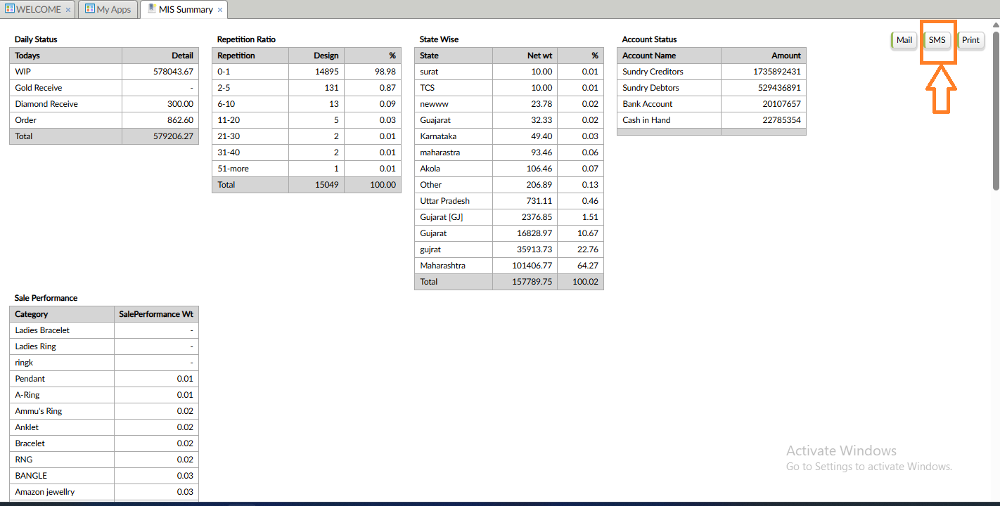 WELCOME × My Apps MIS Summary ×
Mail SMS Print
Daily Status
Todays Detail
WIP 578043.67
Gold Receive -
Diamond Receive 300.00
Order 862.60
Total 579206.27
Repetition Ratio
Repetition Design %
0-1 14895 98.98
2-5 131 0.87
6-10 13 0.09
11-20 5 0.03
21-30 2 0.01
31-40 2 0.01
51-more 1 0.01
Total 15049 100.00
State Wise
State Net wt %
surat 10.00 0.01
TCS 10.00 0.01
newww 23.78 0.02
Guajarat 32.33 0.02
Karnataka 49.40 0.03
maharastra 93.46 0.06
Akola 106.46 0.07
Other 206.89 0.13
Uttar Pradesh 731.11 0.46
Gujarat [GJ] 2376.85 1.51
Gujarat 16828.97 10.67
gujrat 35913.73 22.76
Maharashtra 101406.77 64.27
Total 157789.75 100.02
Account Status
Account Name Amount
Sundry Creditors 1735892431
Sundry Debtors 529436891
Bank Account 20107657
Cash in Hand 22785354
Sale Performance
Category SalePerformance Wt
Ladies Bracelet -
Ladies Ring -
ringk -
Pendant 0.01
A-Ring 0.01
Ammu's Ring 0.02
Anklet 0.02
Bracelet 0.02
RNG 0.02
BANGLE 0.03
Amazon jewellry 0.03
Activate Windows
Go to Settings to activate Windows.